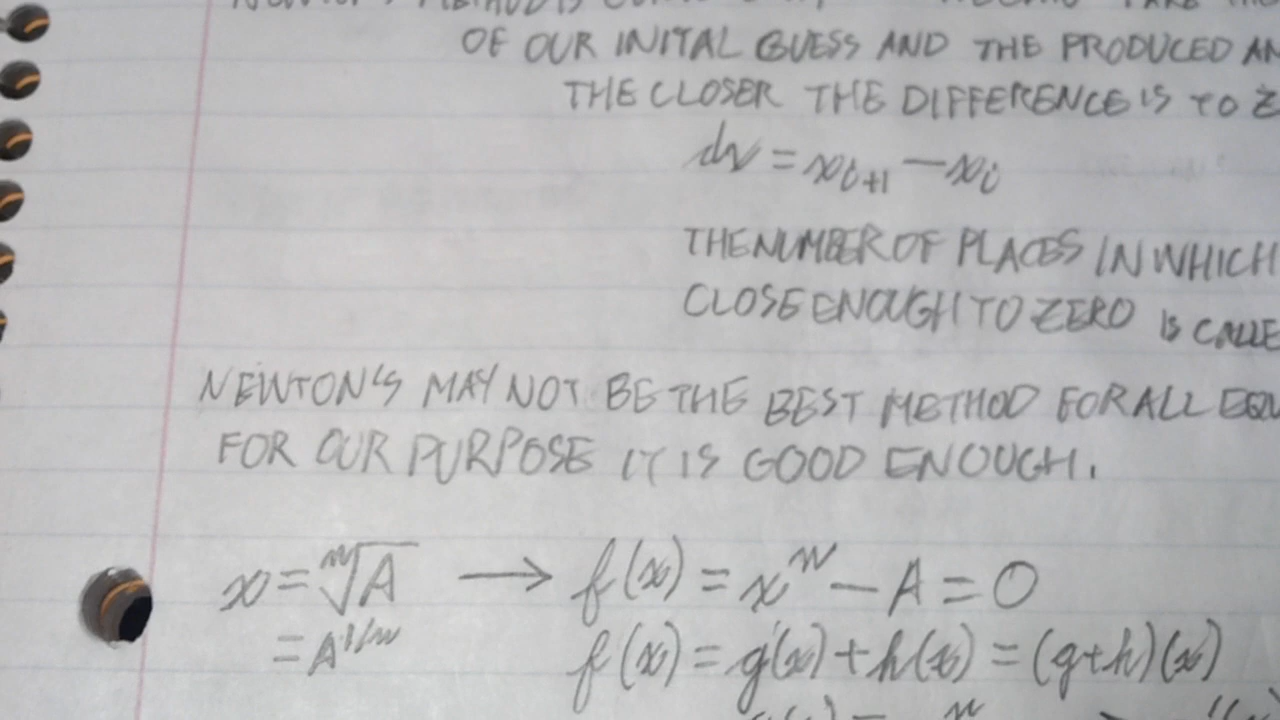 OF OUR INITAL GUESS AND THE PRODUCED AN
THE CLOSER THE DIFFERENCE IS TO Z
dx = x_{i+1} - x_i
THE NUMBER OF PLACES IN WHICH
CLOSE ENOUGH TO ZERO IS CALLE
NEWTON'S MAY NOT BE THE BEST METHOD FOR ALL EQU
FOR OUR PURPOSE IT IS GOOD ENOUGH.
x = ⁿ√A → f(x) = xⁿ - A = 0
= A^{1/n} f(x) = g(x) + h(x) = (g+h)(x)